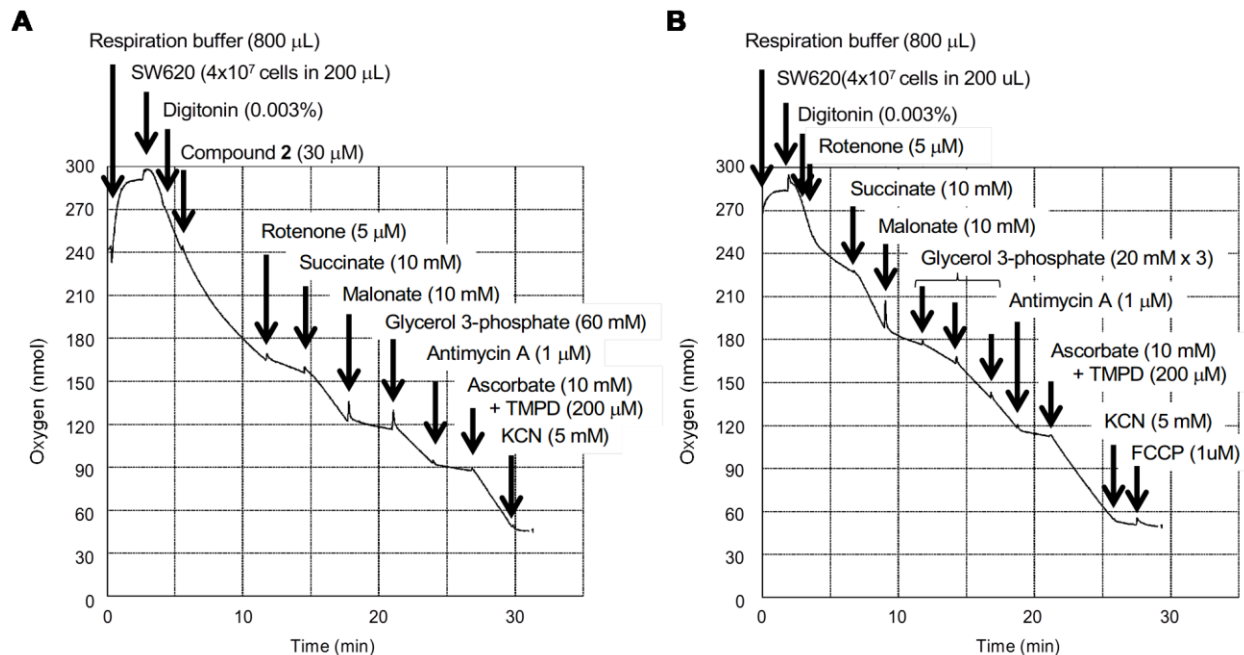 A
Respiration buffer (800 μL)
SW620 (4x10⁷ cells in 200 μL)
Digitonin (0.003%)
Compound 2 (30 μM)
Rotenone (5 μM)
Succinate (10 mM)
Malonate (10 mM)
Glycerol 3-phosphate (60 mM)
Antimycin A (1 μM)
Ascorbate (10 mM)
+ TMPD (200 μM)
KCN (5 mM)
Oxygen (nmol)
300
270
240
210
180
150
120
90
60
30
0
0 10 20 30
Time (min)
B
Respiration buffer (800 μL)
SW620(4x10⁷ cells in 200 uL)
Digitonin (0.003%)
Rotenone (5 μM)
Succinate (10 mM)
Malonate (10 mM)
Glycerol 3-phosphate (20 mM x 3)
Antimycin A (1 μM)
Ascorbate (10 mM)
+ TMPD (200 μM)
KCN (5 mM)
FCCP (1uM)
Oxygen (nmol)
300
270
240
210
180
150
120
90
60
30
0
0 10 20 30
Time (min)